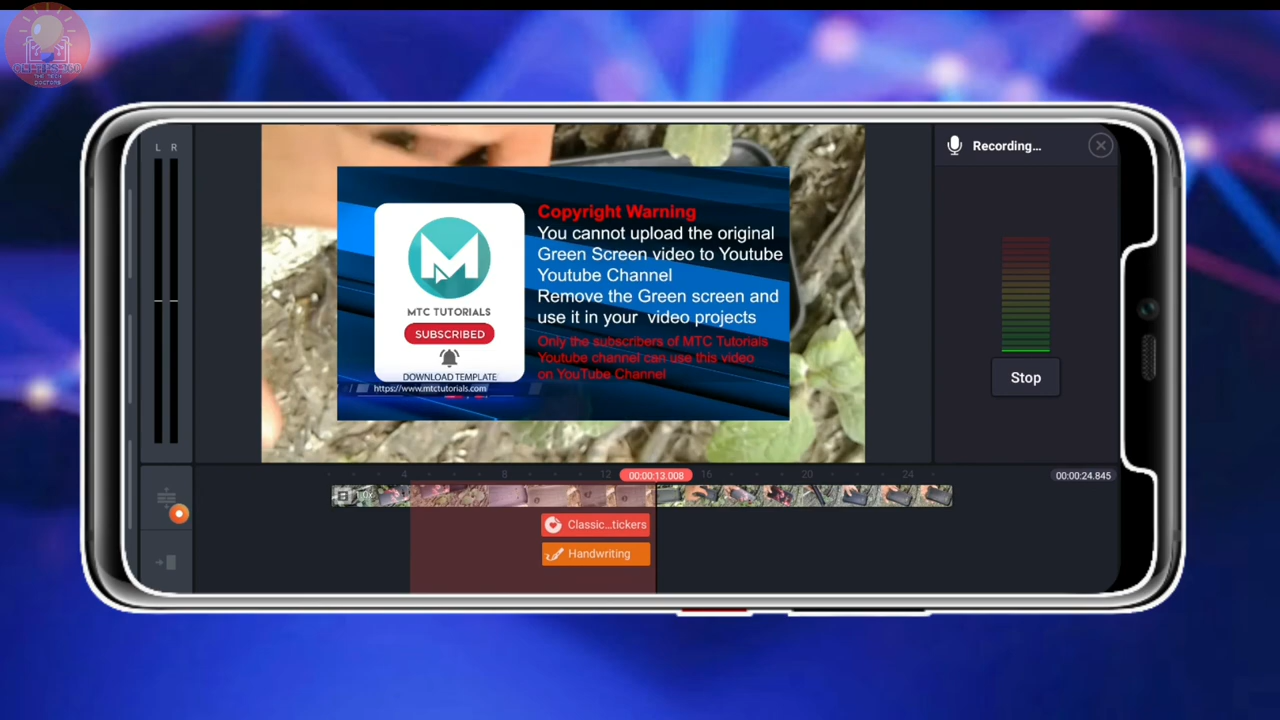 THE TECH
DOCTORS
L R
Recording...
Copyright Warning
You cannot upload the original
Green Screen video to Youtube
Youtube Channel
Remove the Green screen and
use it in your video projects
Only the subscribers of MTC Tutorials
Youtube channel can use this video
on YouTube Channel
M
MTC TUTORIALS
SUBSCRIBED
DOWNLOAD TEMPLATE
https://www.mtctutorials.com
Stop
4 8 12 00:00:13.008 16 20 24 00:00:24.845
Classic...tickers
Handwriting